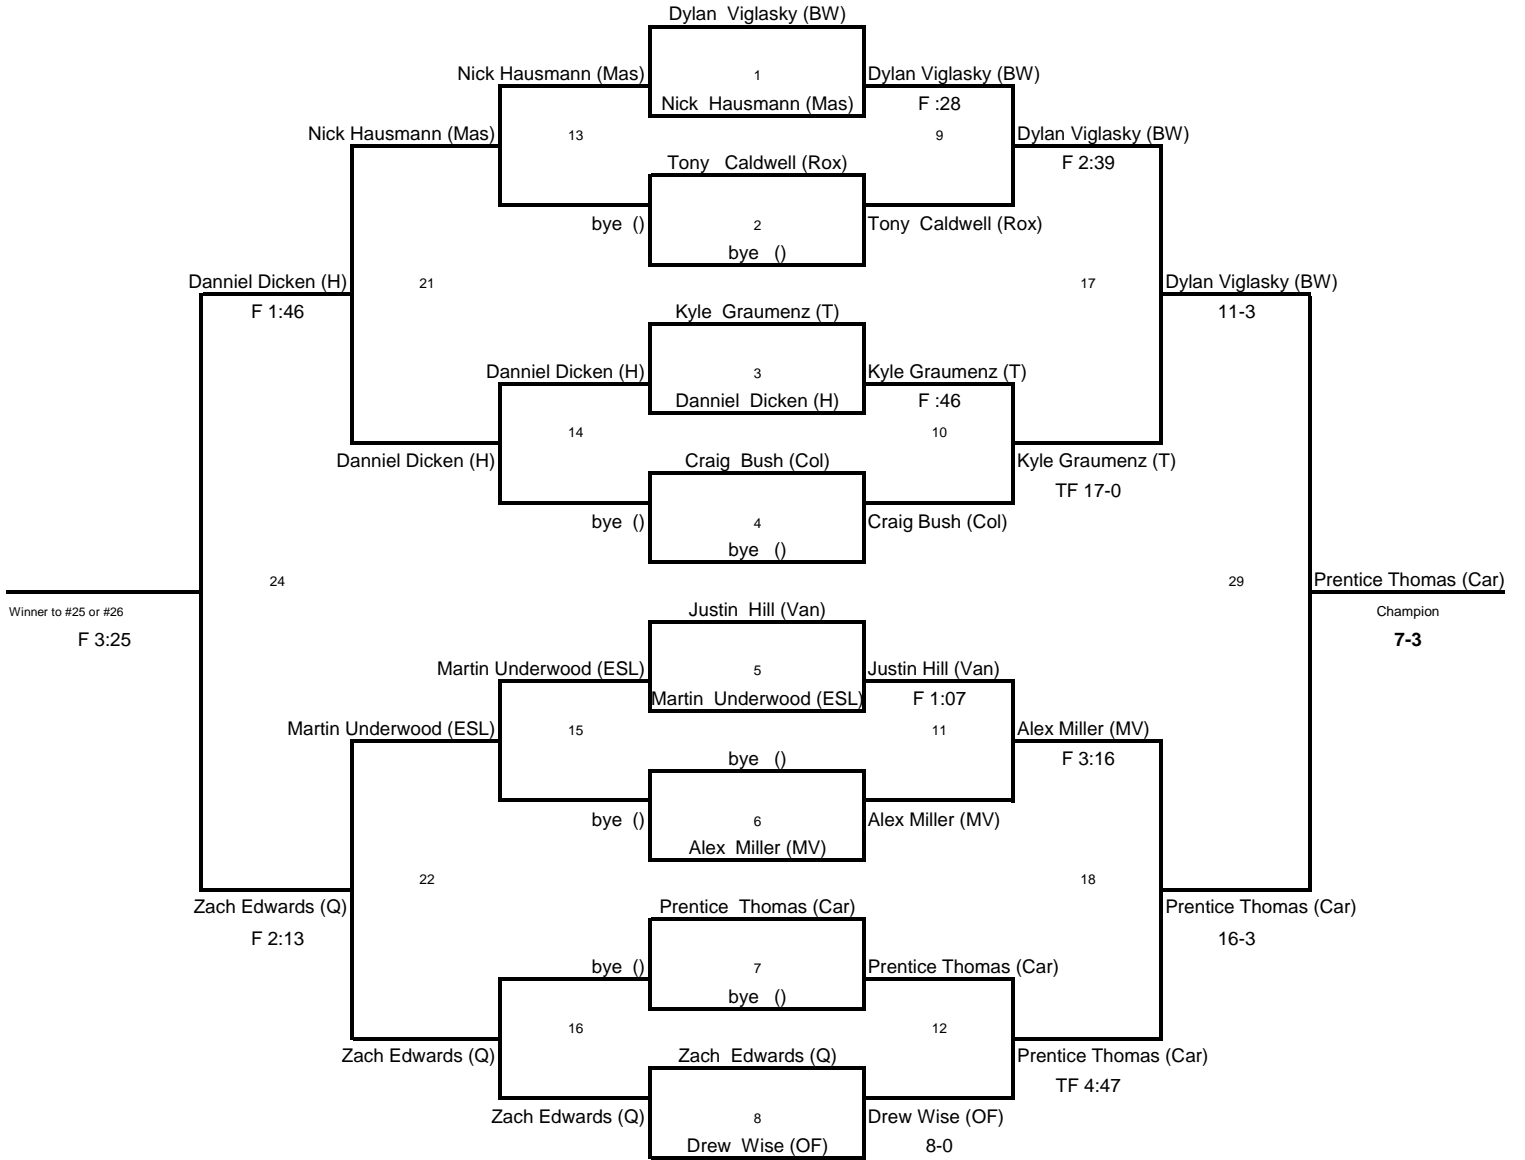 Dylan Viglasky (BW)
Nick Hausmann (Mas)
1
Dylan Viglasky (BW)
Nick Hausmann (Mas)
F :28
Nick Hausmann (Mas)
13
9
Dylan Viglasky (BW)
Tony Caldwell (Rox)
F 2:39
bye ()
2
Tony Caldwell (Rox)
bye ()
Danniel Dicken (H)
21
17
Dylan Viglasky (BW)
F 1:46
Kyle Graumenz (T)
11-3
Danniel Dicken (H)
3
Kyle Graumenz (T)
Danniel Dicken (H)
F :46
14
10
Danniel Dicken (H)
Craig Bush (Col)
Kyle Graumenz (T)
TF 17-0
bye ()
4
Craig Bush (Col)
bye ()
24
29
Prentice Thomas (Car)
Winner to #25 or #26
Justin Hill (Van)
Champion
F 3:25
7-3
Martin Underwood (ESL)
5
Justin Hill (Van)
Martin Underwood (ESL)
F 1:07
Martin Underwood (ESL)
15
11
Alex Miller (MV)
bye ()
F 3:16
bye ()
6
Alex Miller (MV)
Alex Miller (MV)
22
18
Zach Edwards (Q)
Prentice Thomas (Car)
Prentice Thomas (Car)
F 2:13
16-3
bye ()
7
Prentice Thomas (Car)
bye ()
16
12
Zach Edwards (Q)
Zach Edwards (Q)
Prentice Thomas (Car)
TF 4:47
Zach Edwards (Q)
8
Drew Wise (OF)
Drew Wise (OF)
8-0